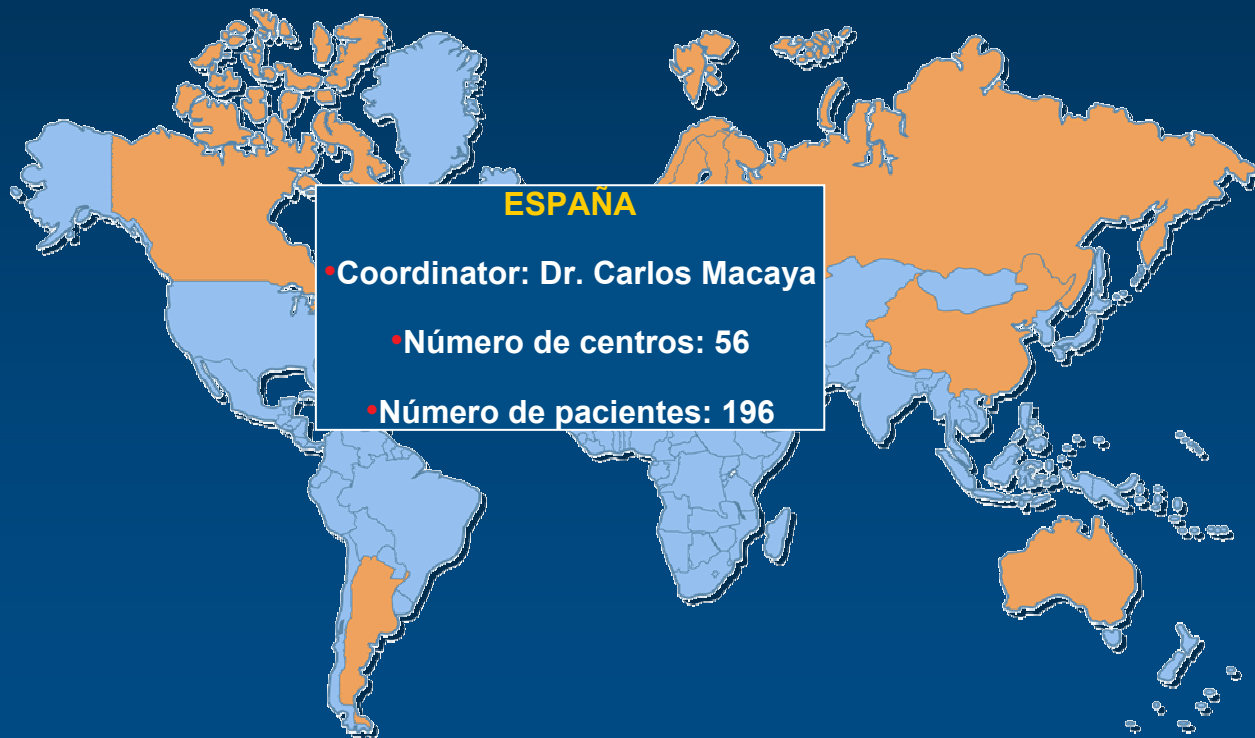 ESPAÑA
•Coordinator: Dr. Carlos Macaya
•Número de centros: 56
•Número de pacientes: 196